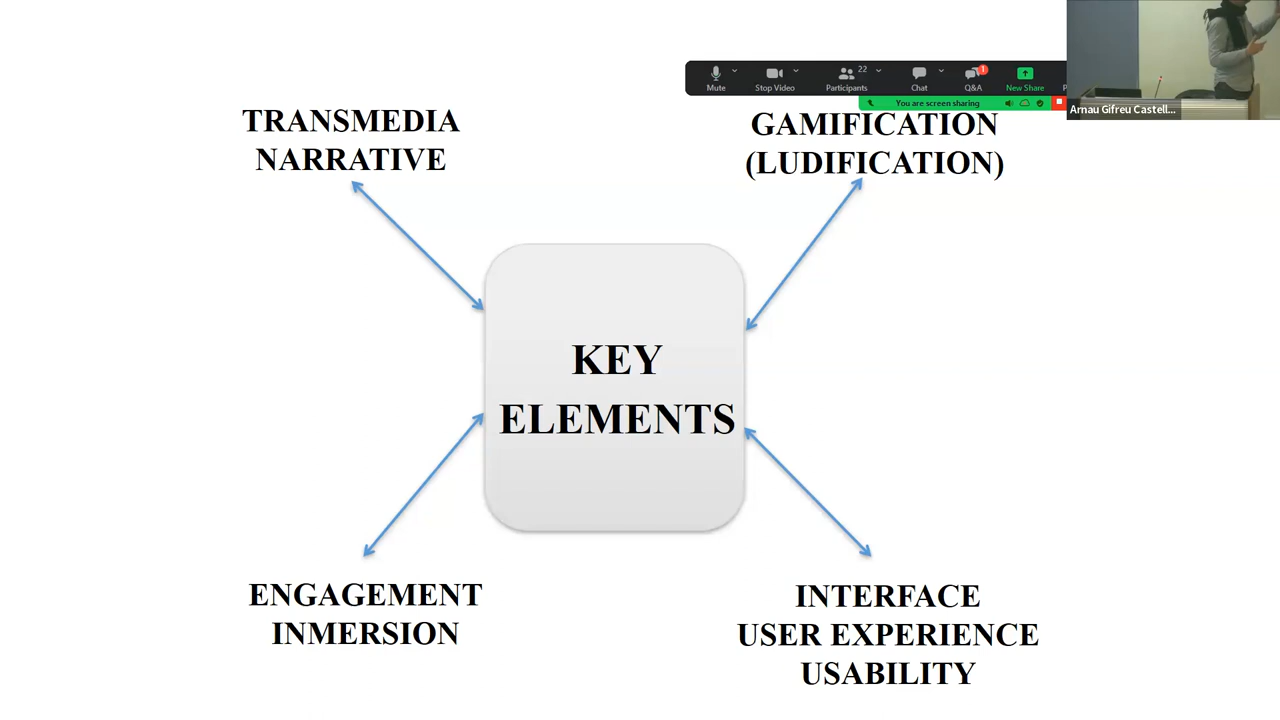 Mute
Stop Video
Participants
22
Chat
Q&A
1
New Share
You are screen sharing
Arnau Gifreu Castell...
TRANSMEDIA
NARRATIVE
GAMIFICATION
(LUDIFICATION)
KEY
ELEMENTS
ENGAGEMENT
INMERSION
INTERFACE
USER EXPERIENCE
USABILITY